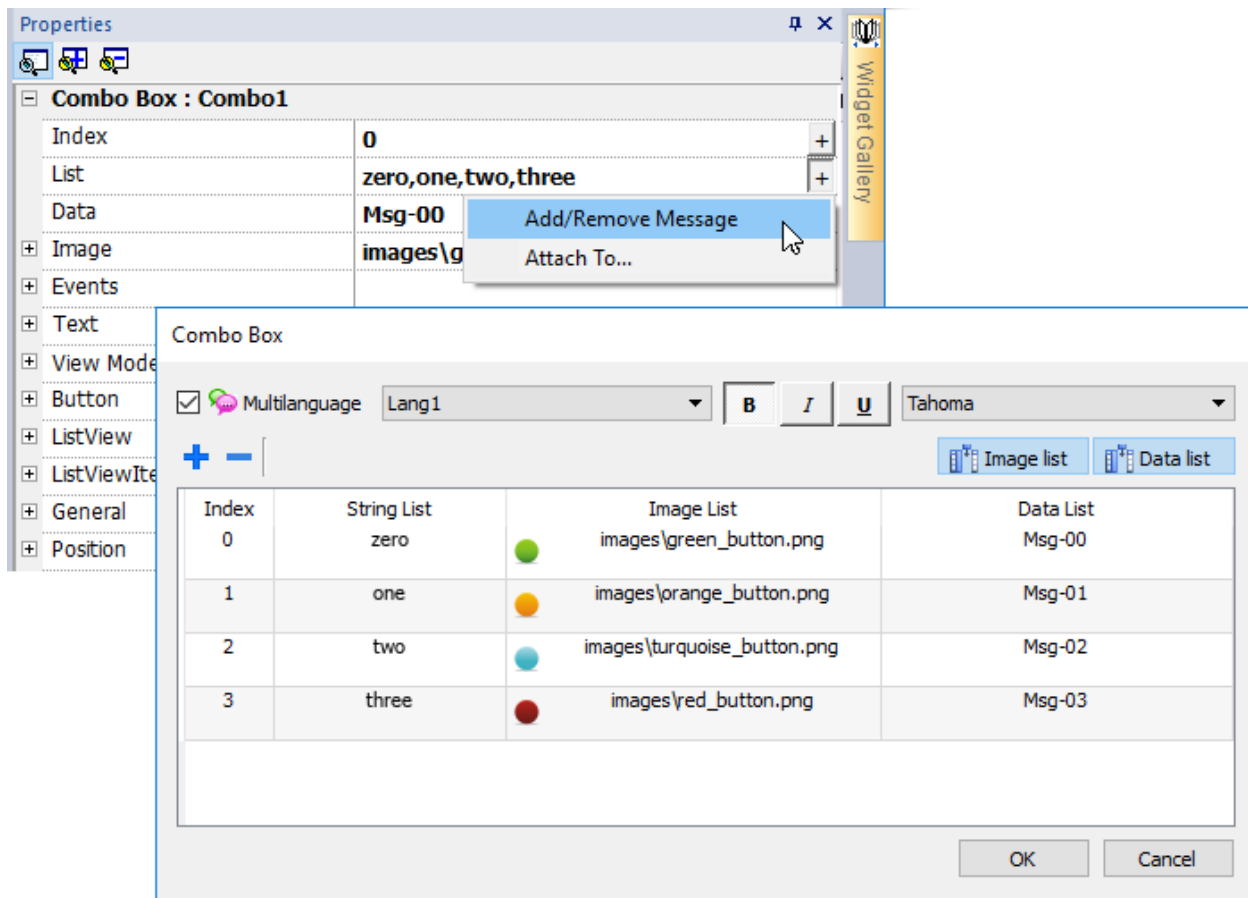 Properties
Widget Gallery
Combo Box : Combo1
Index 0 +
List zero,one,two,three +
Data Msg-00
Add/Remove Message
Image images\g
Attach To...
Events
Text
View Mode
Button
ListView
ListViewIte
General
Position
Combo Box
Multilanguage Lang1 B I U Tahoma
Image list Data list
Index String List Image List Data List
0 zero images\green_button.png Msg-00
1 one images\orange_button.png Msg-01
2 two images\turquoise_button.png Msg-02
3 three images\red_button.png Msg-03
OK Cancel